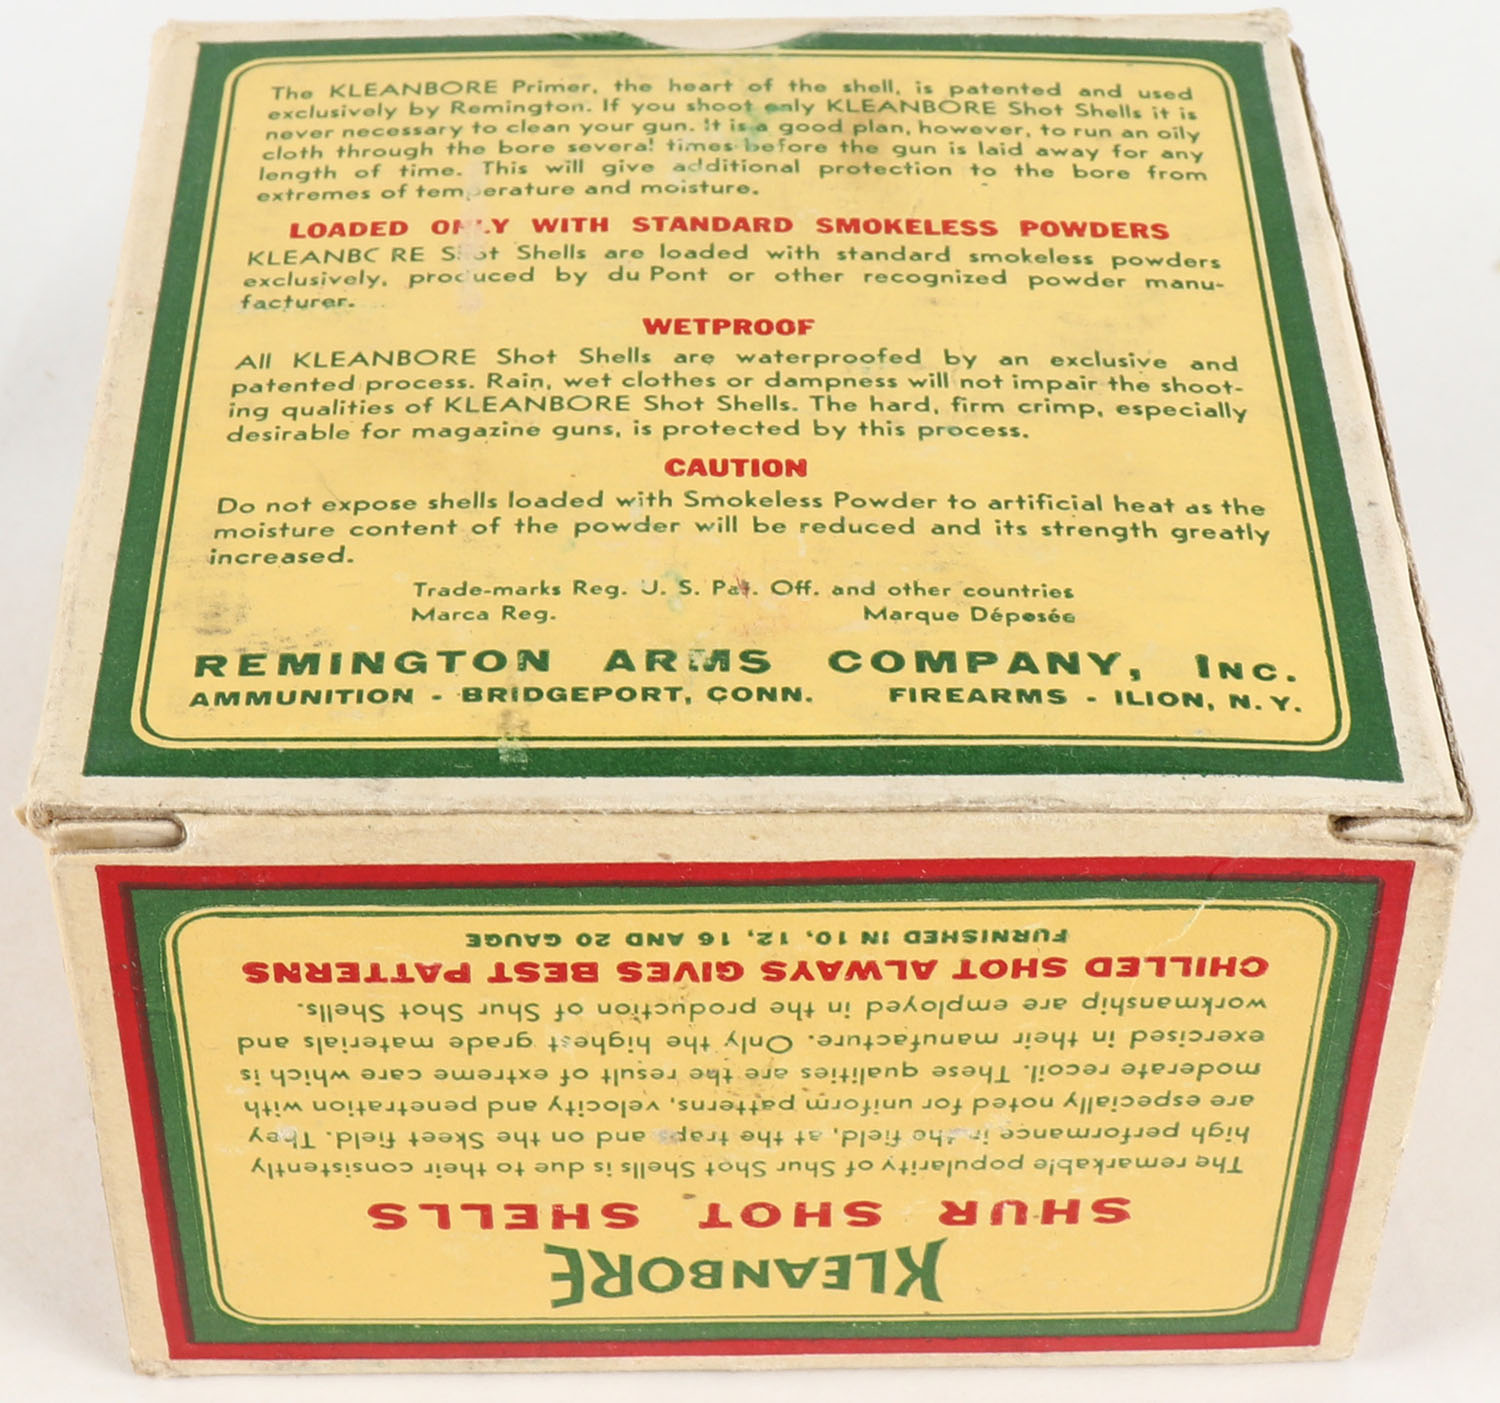 The KLEANBORE Primer, the heart of the shell, is patented and used
exclusively by Remington. If you shoot only KLEANBORE Shot Shells it is
never necessary to clean your gun. It is a good plan, however, to run an oily
cloth through the bore several times before the gun is laid away for any
length of time. This will give additional protection to the bore from
extremes of temperature and moisture.
LOADED ONLY WITH STANDARD SMOKELESS POWDERS
KLEANBORE Shot Shells are loaded with standard smokeless powders
exclusively, produced by du Pont or other recognized powder manu-
facturer.
WETPROOF
All KLEANBORE Shot Shells are waterproofed by an exclusive and
patented process. Rain, wet clothes or dampness will not impair the shoot-
ing qualities of KLEANBORE Shot Shells. The hard, firm crimp, especially
desirable for magazine guns, is protected by this process.
CAUTION
Do not expose shells loaded with Smokeless Powder to artificial heat as the
moisture content of the powder will be reduced and its strength greatly
increased.
Trade-marks Reg. U. S. Pat. Off. and other countries
Marca Reg. Marque Déposée
REMINGTON ARMS COMPANY, INC.
AMMUNITION - BRIDGEPORT, CONN. FIREARMS - ILION, N. Y.
KLEANBORE
SHUR SHOT SHELLS
The remarkable popularity of Shur Shot Shells is due to their consistently
high performance in the field, at the traps and on the Skeet field. They
are especially noted for uniform patterns, velocity and penetration with
moderate recoil. These qualities are the result of extreme care which is
exercised in their manufacture. Only the highest grade materials and
workmanship are employed in the production of Shur Shot Shells.
CHILLED SHOT ALWAYS GIVES BEST PATTERNS
FURNISHED IN 10, 12, 16 AND 20 GAUGE